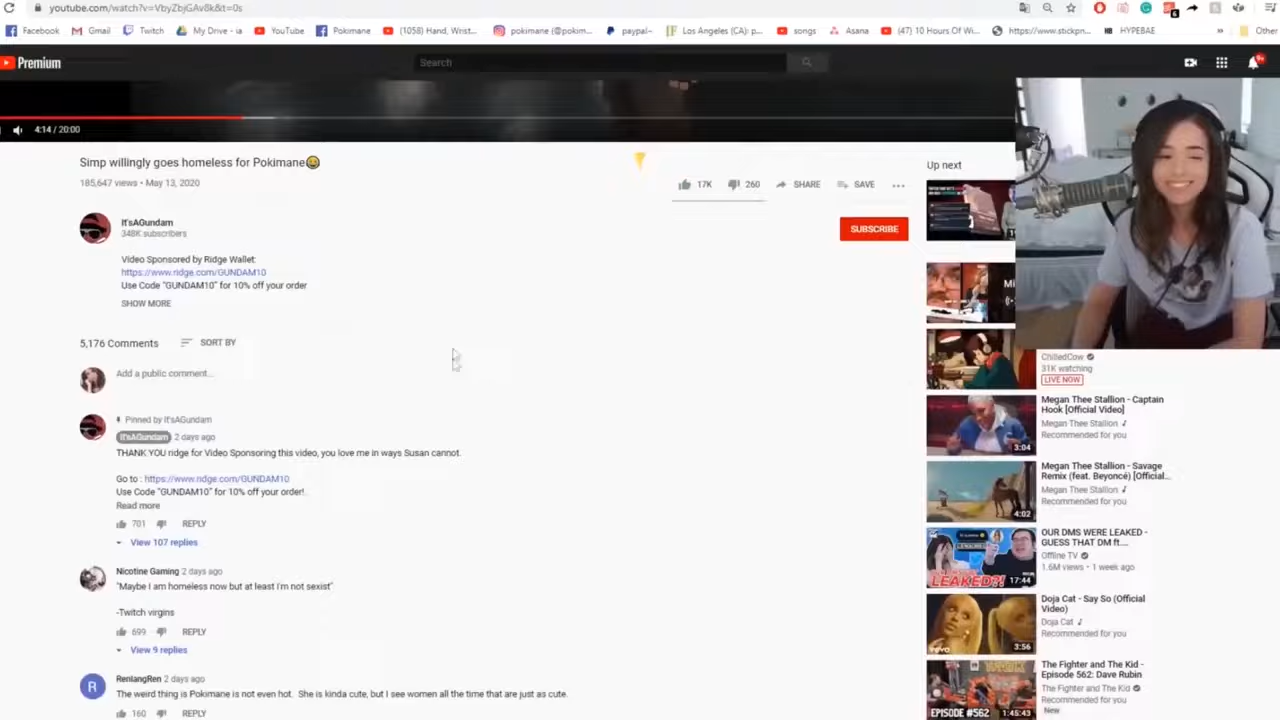 youtube.com/watch?v=VbyZbjGAv8k&t=0s
Facebook
Gmail
Twitch
My Drive - ia
YouTube
Pokimane
(1058) Hand, Wrist...
pokimane (@pokim...
paypal~
Los Angeles (CA): p...
songs
Asana
(47) 10 Hours Of Wi...
https://www.stickpn...
HB
HYPEBAE
»
Other
Premium
Search
9+
4:14 / 20:00
Simp willingly goes homeless for Pokimane😂
185,647 views • May 13, 2020
17K
260
SHARE
SAVE
It'sAGundam
348K subscribers
SUBSCRIBE
Video Sponsored by Ridge Wallet:
https://www.ridge.com/GUNDAM10
Use Code "GUNDAM10" for 10% off your order
SHOW MORE
5,176 Comments
SORT BY
Add a public comment...
Pinned by It'sAGundam
It'sAGundam 2 days ago
THANK YOU ridge for Video Sponsoring this video, you love me in ways Susan cannot.
Go to : https://www.ridge.com/GUNDAM10
Use Code "GUNDAM10" for 10% off your order!.
Read more
701
REPLY
View 107 replies
Nicotine Gaming 2 days ago
"Maybe I am homeless now but at least I'm not sexist"
-Twitch virgins
699
REPLY
View 9 replies
R
RenlangRen 2 days ago
The weird thing is Pokimane is not even hot. She is kinda cute, but I see women all the time that are just as cute.
160
REPLY
Up next
Mi
ChilledCow
31K watching
LIVE NOW
3:04
Megan Thee Stallion - Captain
Hook [Official Video]
Megan Thee Stallion
Recommended for you
4:02
Megan Thee Stallion - Savage
Remix (feat. Beyoncé) [Official...
Megan Thee Stallion
Recommended for you
LEAKED?!
17:44
OUR DMS WERE LEAKED -
GUESS THAT DM ft....
Offline TV
1.6M views • 1 week ago
vevo
3:56
Doja Cat - Say So (Official
Video)
Doja Cat
Recommended for you
EPISODE #562
1:45:43
The Fighter and The Kid -
Episode 562: Dave Rubin
The Fighter and The Kid
Recommended for you
New